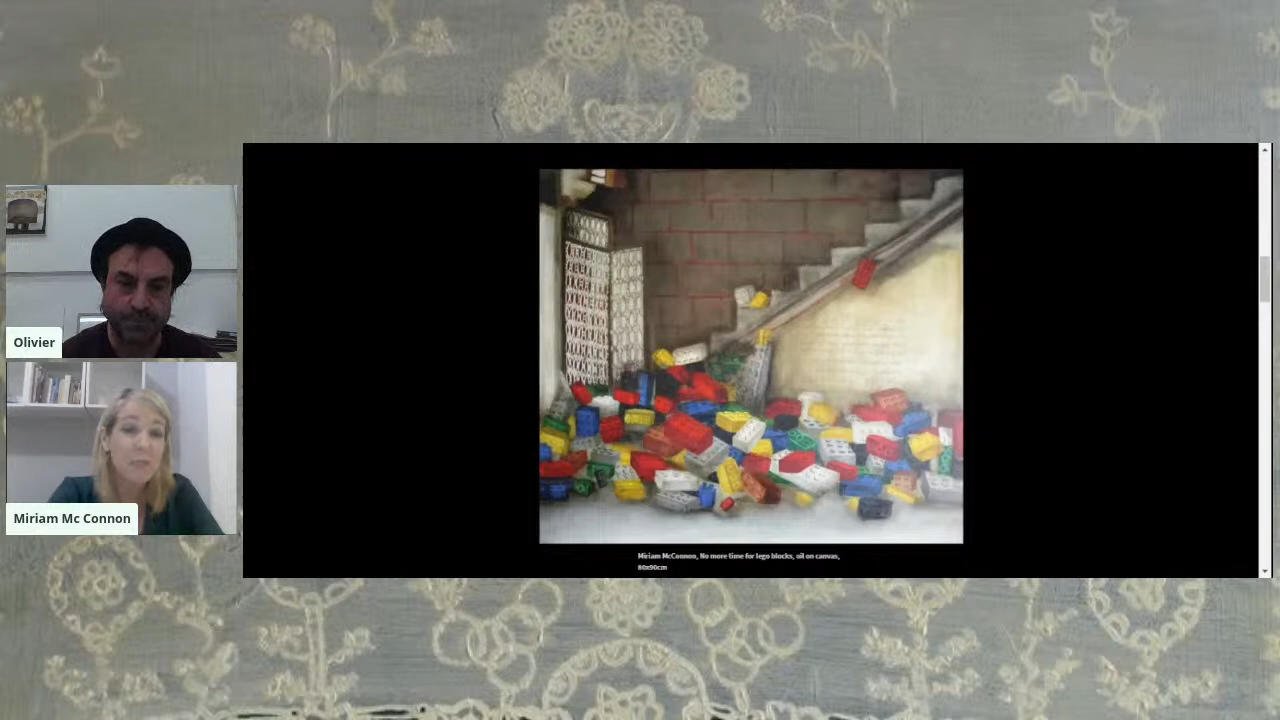 Olivier
Miriam Mc Connon
Miriam McConnon, No more time for lego blocks, oil on canvas,
80x90cm